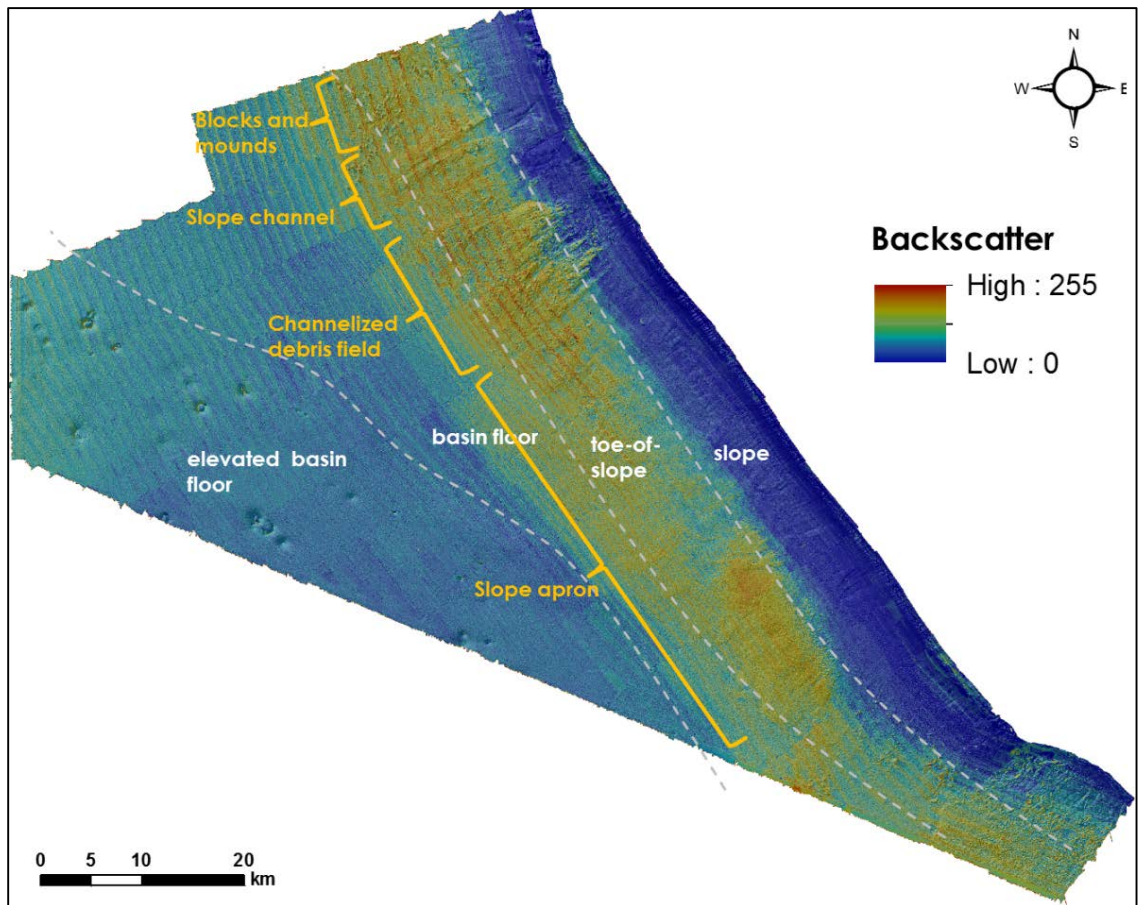 N
W E
S
Blocks and
mounds
Slope channel
Backscatter
High : 255
Low : 0
Channelized
debris field
basin floor
toe-of-
slope
slope
elevated basin
floor
Slope apron
0 5 10 20
km